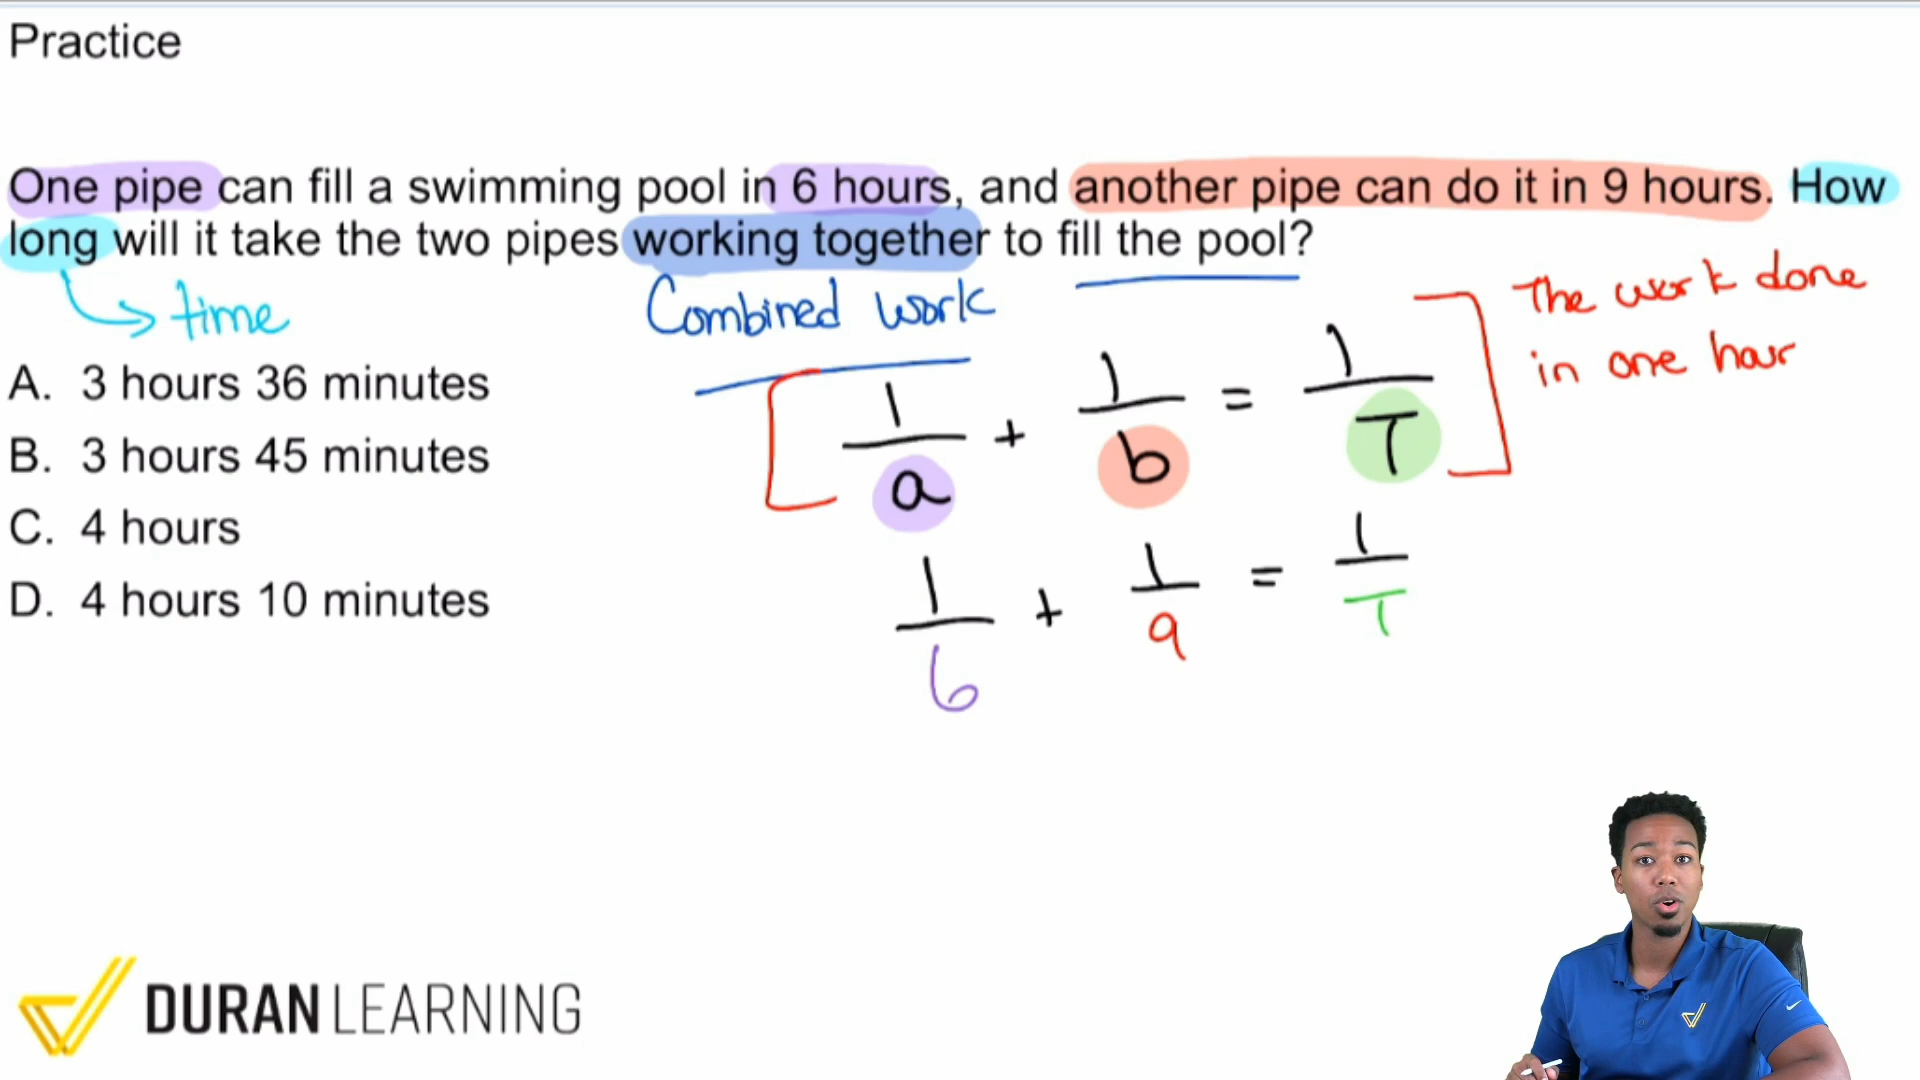 Practice
One pipe can fill a swimming pool in 6 hours, and another pipe can do it in 9 hours. How
long will it take the two pipes working together to fill the pool?
time
Combined work
The work done
in one hour
A. 3 hours 36 minutes
B. 3 hours 45 minutes
C. 4 hours
D. 4 hours 10 minutes
1/a + 1/b = 1/T
1/6 + 1/9 = 1/T
DURAN LEARNING